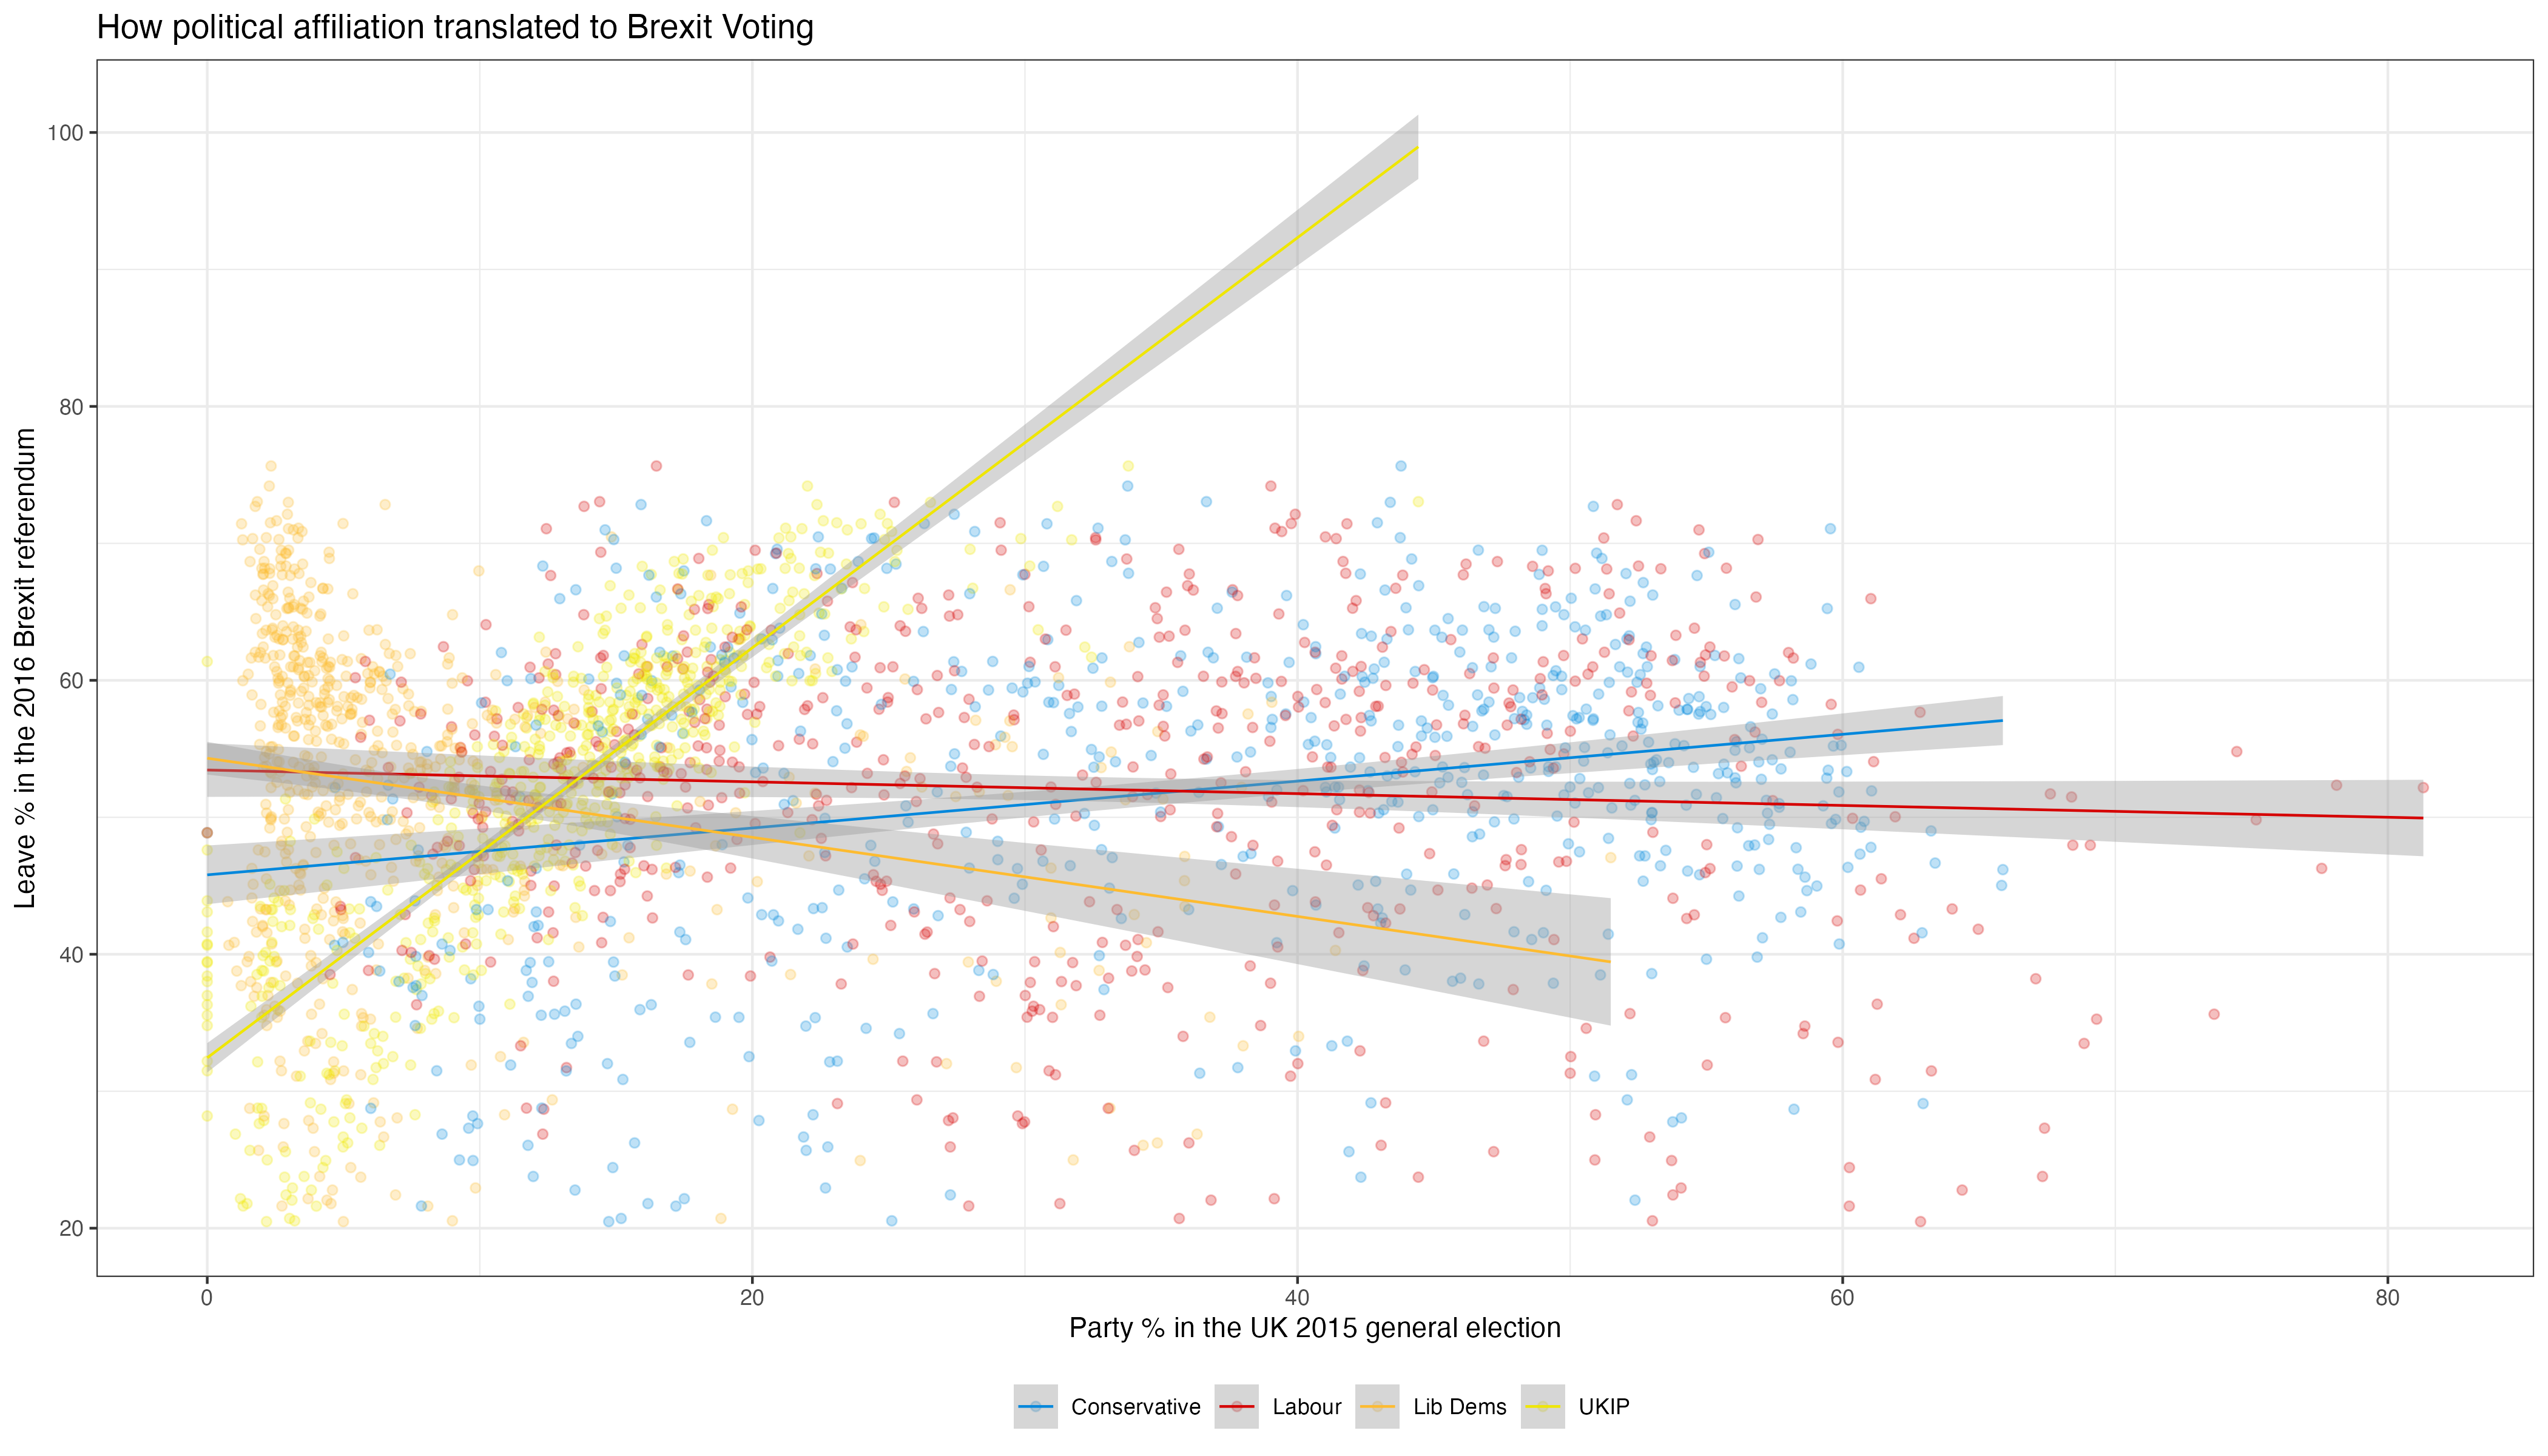 How political affiliation translated to Brexit Voting
Leave % in the 2016 Brexit referendum
100
80
60
40
20
0
20
40
60
80
Party % in the UK 2015 general election
Conservative
Labour
Lib Dems
UKIP